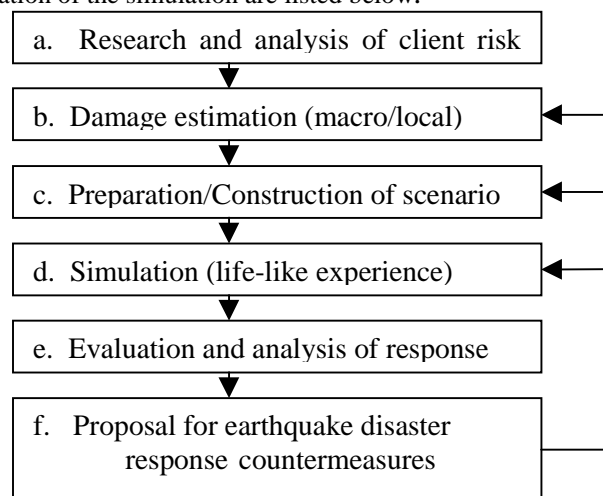 ation of the simulation are listed below.
a. Research and analysis of client risk
b. Damage estimation (macro/local)
c. Preparation/Construction of scenario
d. Simulation (life-like experience)
e. Evaluation and analysis of response
f. Proposal for earthquake disaster
response countermeasures